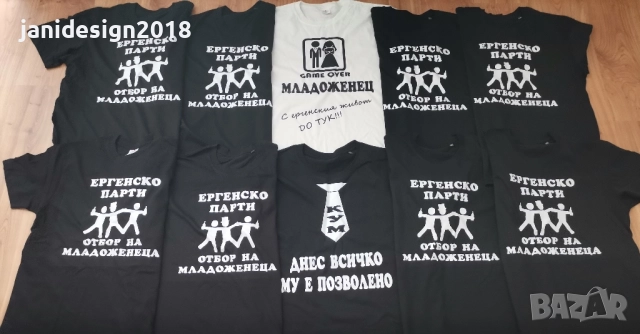 janidesign2018
ЕРГЕНСКО
ПАРТИ
ОТБОР НА
МЛАДОЖЕНЕЦА
ЕРГЕНСКО
ПАРТИ
ОТБОР НА
МЛАДОЖЕНЕЦА
GAME OVER
МЛАДОЖЕНЕЦ
С ергенския живот
ДО ТУК!!!
ЕРГЕНСКО
ПАРТИ
ОТБОР НА
МЛАДОЖЕНЕЦА
ЕРГЕНСКО
ПАРТИ
ОТБОР НА
МЛАДОЖЕНЕЦА
ЕРГЕНСКО
ПАРТИ
ОТБОР НА
МЛАДОЖЕНЕЦА
ЕРГЕНСКО
ПАРТИ
ОТБОР НА
МЛАДОЖЕНЕЦА
КУМ
ДНЕС ВСИЧКО
МУ Е ПОЗВОЛЕНО
ЕРГЕНСКО
ПАРТИ
ОТБОР НА
МЛАДОЖЕНЕЦА
ЕРГЕНСКО
ПАРТИ
ОТБОР НА
МЛАДОЖЕНЕЦА
BAZAR